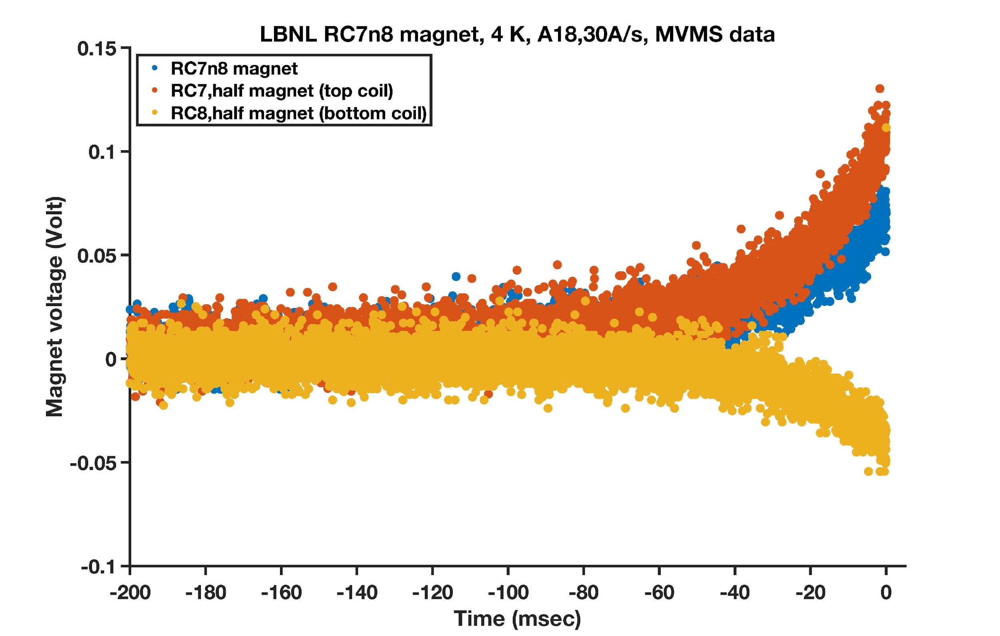 LBNL RC7n8 magnet, 4 K, A18,30A/s, MVMS data
RC7n8 magnet
RC7,half magnet (top coil)
RC8,half magnet (bottom coil)
Magnet voltage (Volt)
0.15
0.1
0.05
0
-0.05
-0.1
-200 -180 -160 -140 -120 -100 -80 -60 -40 -20 0
Time (msec)